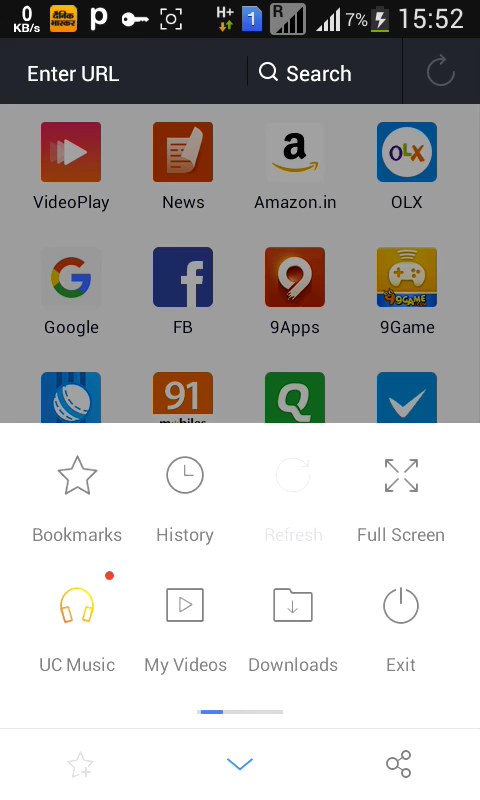 0 KB/s दैनिक भास्कर p H+ 1 R 7% 15:52
Enter URL Search
VideoPlay News Amazon.in OLX
Google FB 9Apps 9Game
91 Q
Bookmarks History Refresh Full Screen
UC Music My Videos Downloads Exit